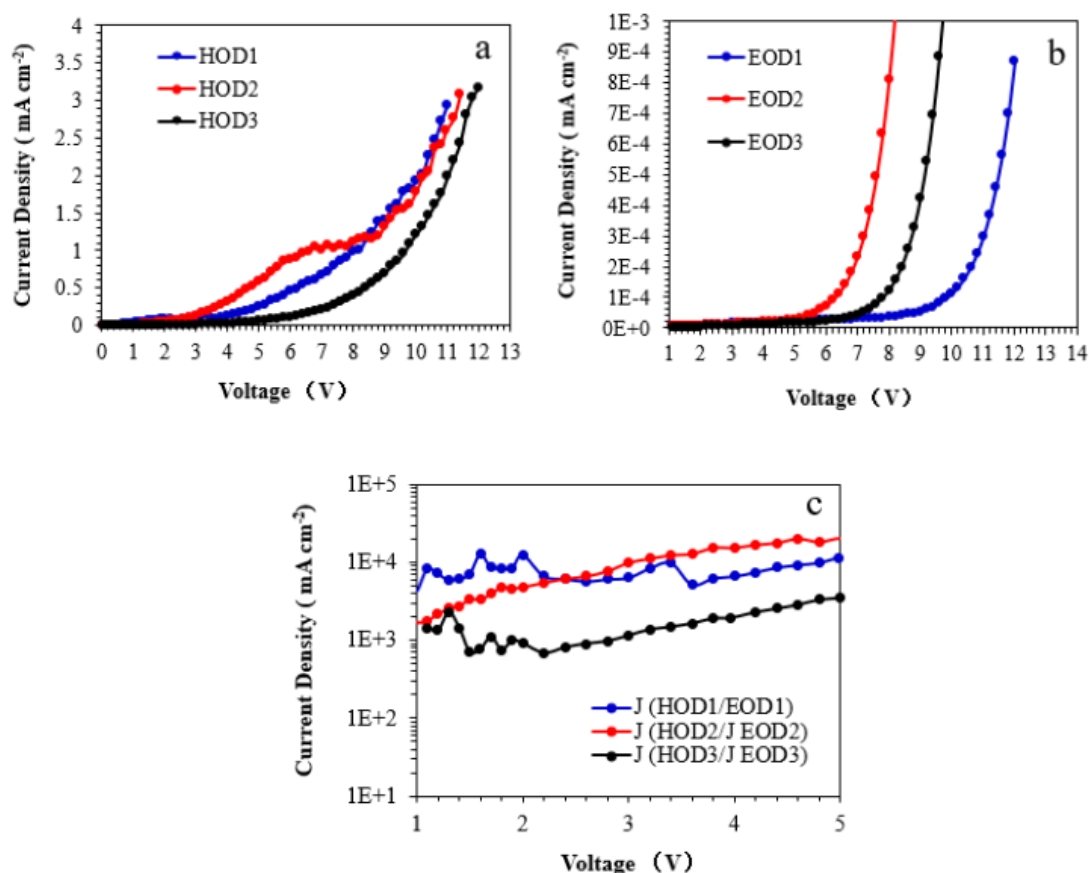 a
HOD1
HOD2
HOD3
Current Density ( mA cm-2)
4
3.5
3
2.5
2
1.5
1
0.5
0
0 1 2 3 4 5 6 7 8 9 10 11 12 13
Voltage （V）
b
EOD1
EOD2
EOD3
Current Density ( mA cm-2)
1E-3
9E-4
8E-4
7E-4
6E-4
5E-4
4E-4
3E-4
2E-4
1E-4
0E+0
1 2 3 4 5 6 7 8 9 10 11 12 13 14
Voltage （V）
c
Current Density ( mA cm-2)
1E+5
1E+4
1E+3
1E+2
1E+1
J (HOD1/EOD1)
J (HOD2/J EOD2)
J (HOD3/J EOD3)
1 2 3 4 5
Voltage （V）